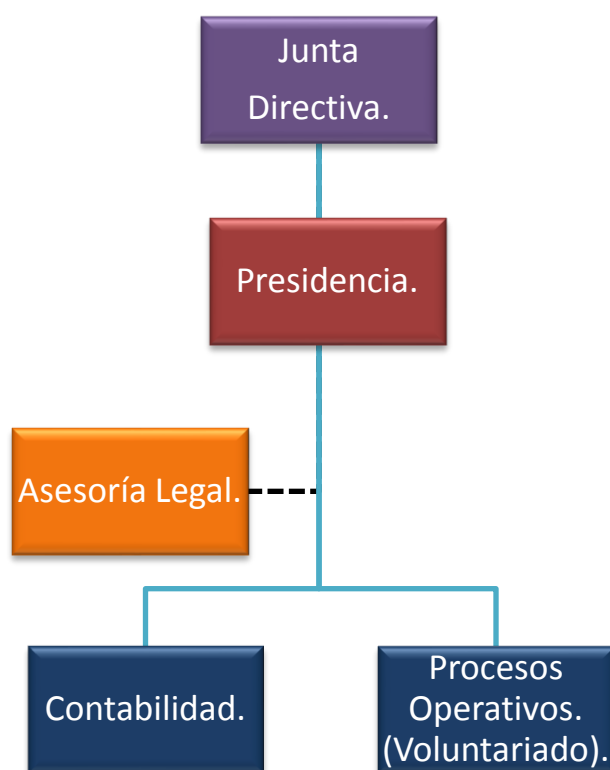 Junta
Directiva.
Presidencia.
Asesoría Legal.
Contabilidad.
Procesos
Operativos.
(Voluntariado).